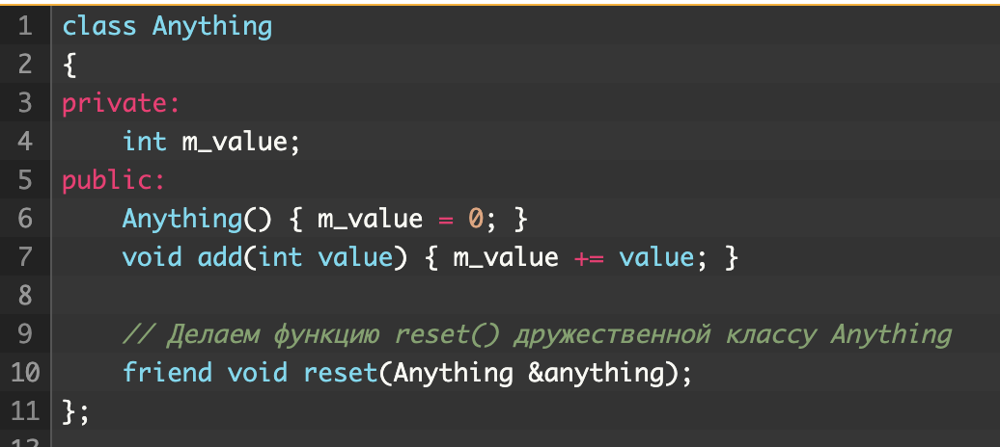 1 class Anything
2 {
3 private:
4     int m_value;
5 public:
6     Anything() { m_value = 0; }
7     void add(int value) { m_value += value; }
8
9     // Делаем функцию reset() дружественной классу Anything
10     friend void reset(Anything &anything);
11 };
12